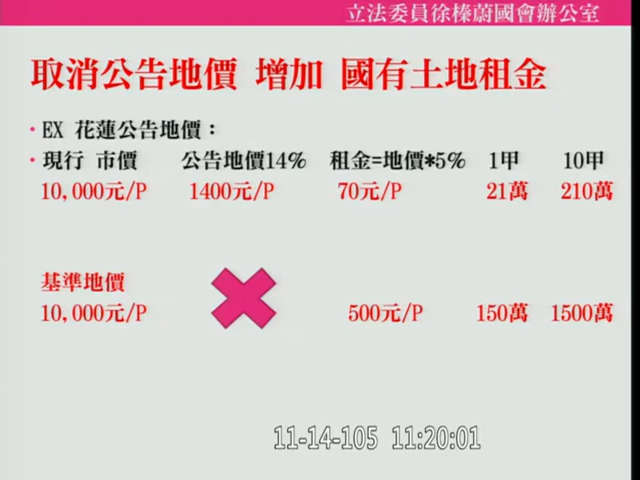 立法委員徐榛蔚國會辦公室
取消公告地價 增加 國有土地租金
·EX 花蓮公告地價：
·現行 市價 公告地價14% 租金=地價*5% 1甲 10甲
10,000元/P 1400元/P 70元/P 21萬 210萬
基準地價
10,000元/P 500元/P 150萬 1500萬
11-14-105 11:20:01